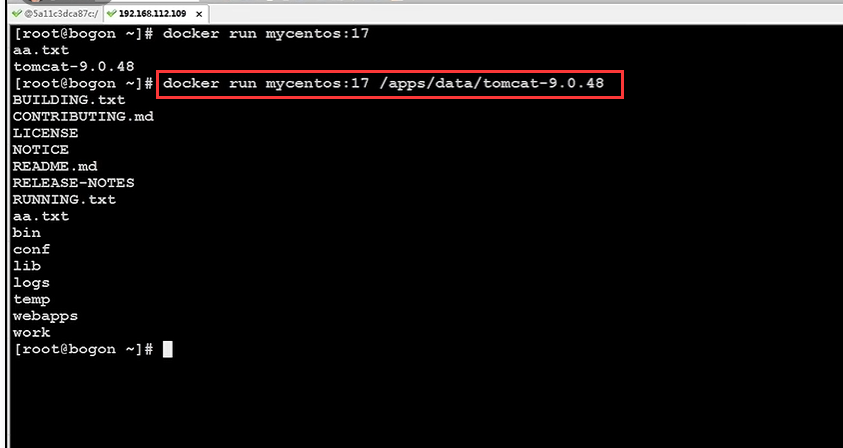 @5a11c3dca87c:/ 192.168.112.109 ×
[root@bogon ~]# docker run mycentos:17
aa.txt
tomcat-9.0.48
[root@bogon ~]# docker run mycentos:17 /apps/data/tomcat-9.0.48
BUILDING.txt
CONTRIBUTING.md
LICENSE
NOTICE
README.md
RELEASE-NOTES
RUNNING.txt
aa.txt
bin
conf
lib
logs
temp
webapps
work
[root@bogon ~]#